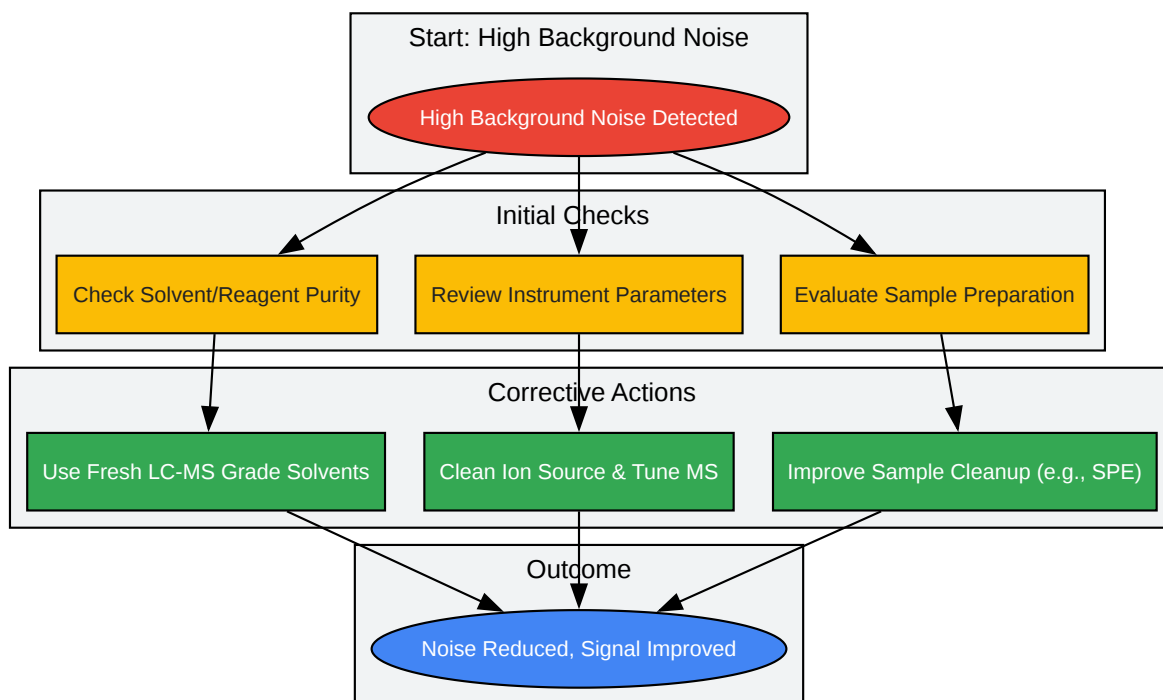 Start: High Background Noise
High Background Noise Detected
Initial Checks
Check Solvent/Reagent Purity
Review Instrument Parameters
Evaluate Sample Preparation
Corrective Actions
Use Fresh LC-MS Grade Solvents
Clean Ion Source & Tune MS
Improve Sample Cleanup (e.g., SPE)
Outcome
Noise Reduced, Signal Improved